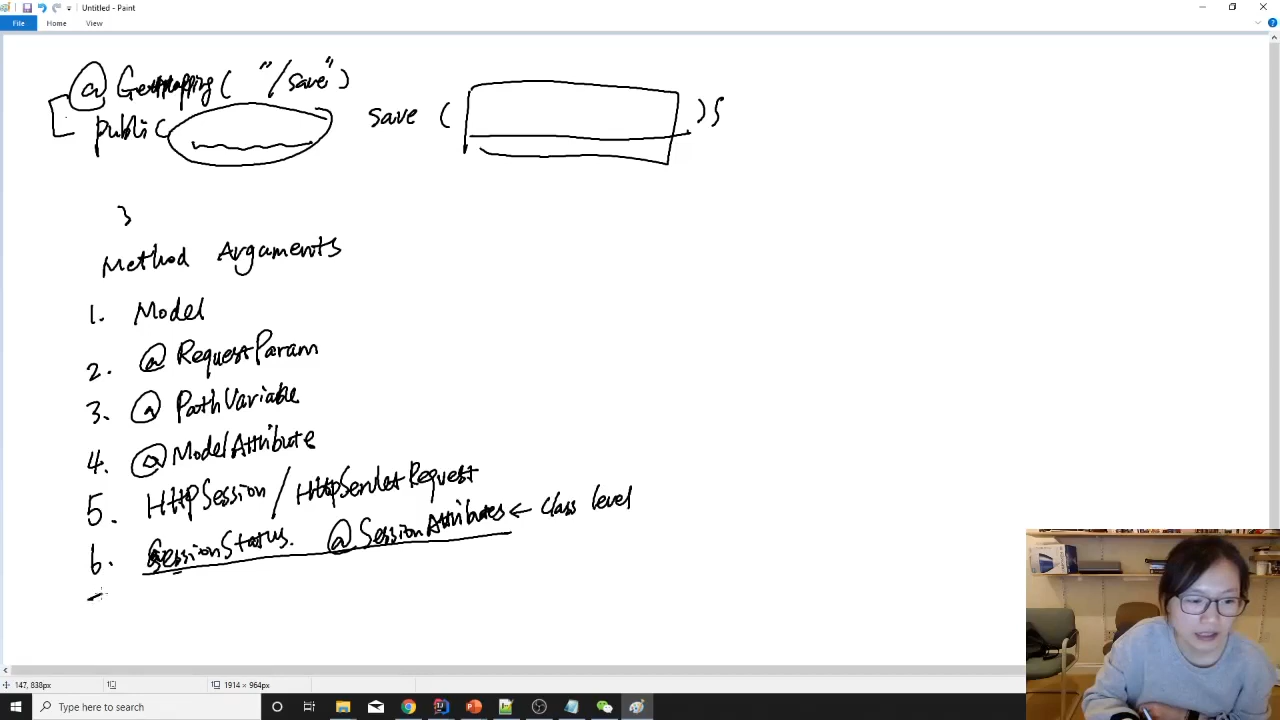 Untitled - Paint
File Home View
@GetMapping("/save")
public save ( ){
}
Method Arguments
1. Model
2. @RequestParam
3. @PathVariable
4. @ModelAttribute
5. HttpSession / HttpServletRequest
6. SessionStatus. @SessionAttributes ← class level
147, 838px 1914 × 964px
Type here to search